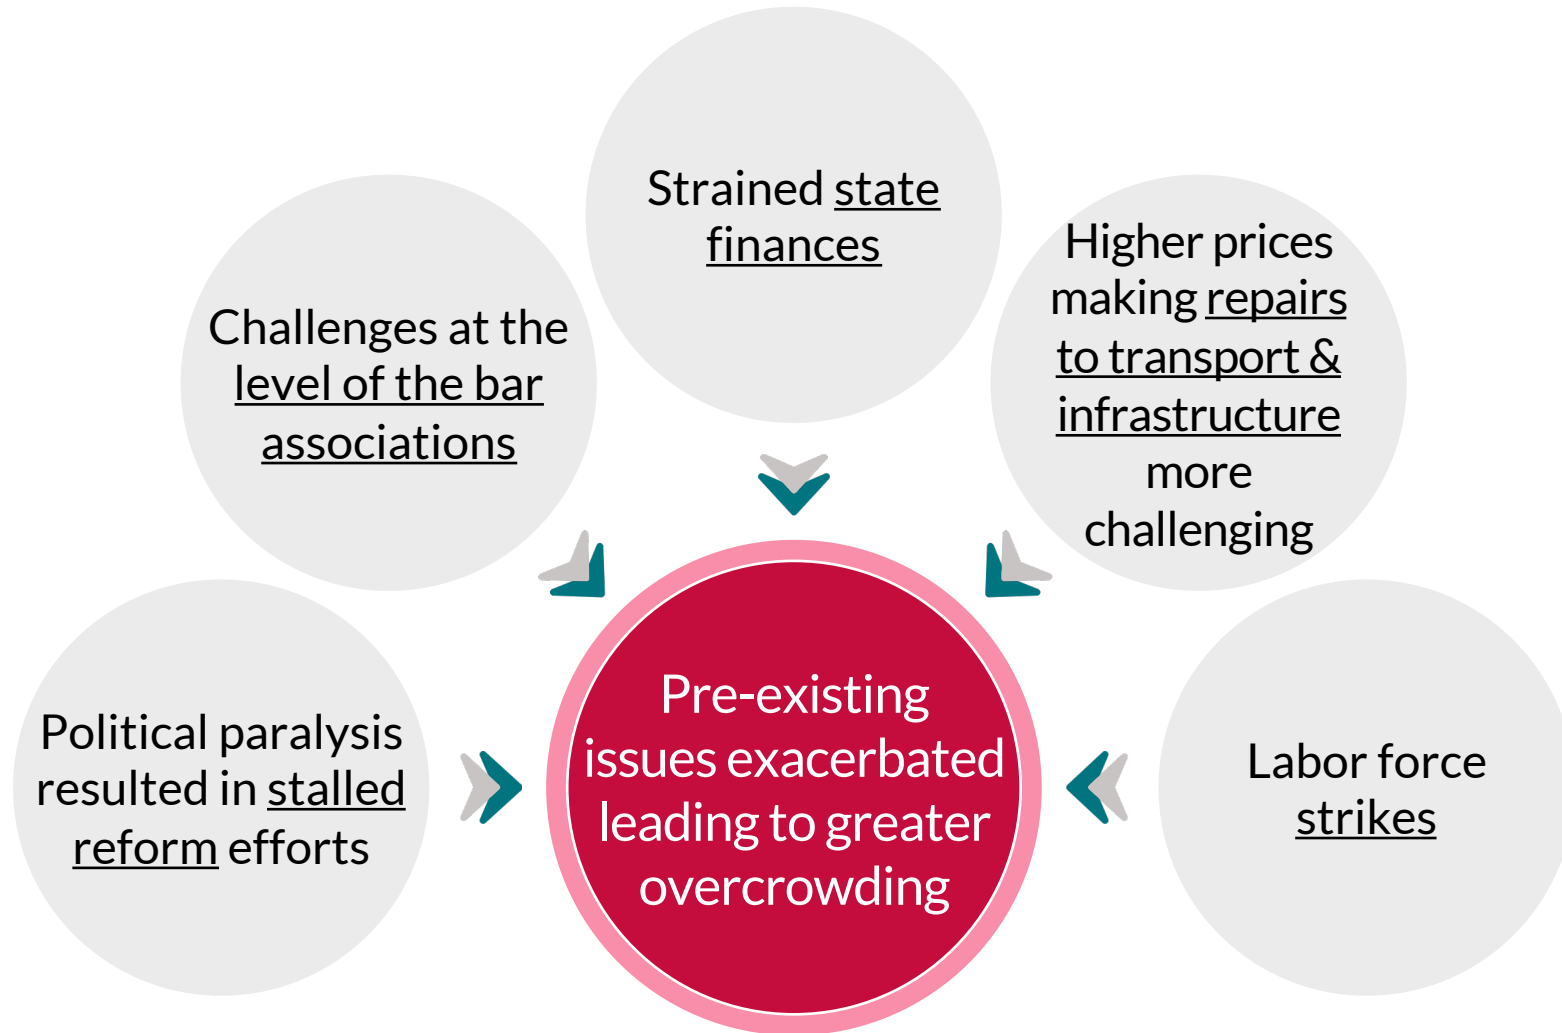 Strained state
finances
Challenges at the
level of the bar
associations
Higher prices
making repairs
to transport &
infrastructure
more
challenging
Political paralysis
resulted in stalled
reform efforts
Pre-existing
issues exacerbated
leading to greater
overcrowding
Labor force
strikes